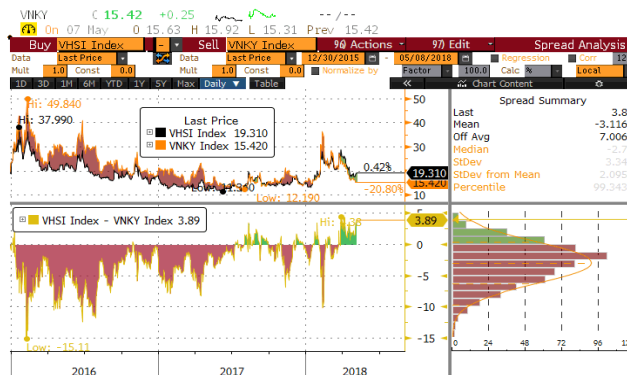 VNKY C 15.42 +0.25 --/--
On 07 May O 15.63 H 15.92 L 15.31 Prev 15.42
Buy VHSI Index - Sell VNKY Index 90 Actions 97) Edit Spread Analysis
Data Last Price Data Last Price 12/30/2015 - 05/08/2018 Regression Corr 12
Mult 1.0 Const 0.0 Mult 1.0 Const 0.0 Normalize by Factor 100.0 Calc % Local
1D 3D 1M 6M YTD 1Y 5Y Max Daily ▼ Table « Chart Content
Hi: 49.840
Hi: 37.990
Last Price
VHSI Index 19.310
VNKY Index 15.420
50
40
30
0.42%
19.310
15.420
-20.80%
10
Low: 12.190
Spread Summary
Last 3.8
Mean -3.116
Off Avg 7.006
Median -2.7
StDev 3.34
StDev from Mean 2.095
Percentile 99.343
VHSI Index - VNKY Index 3.89
3.89
5
0
-5
-10
-15
Low: -15.11
0 24 48 72 96 1
2016 2017 2018